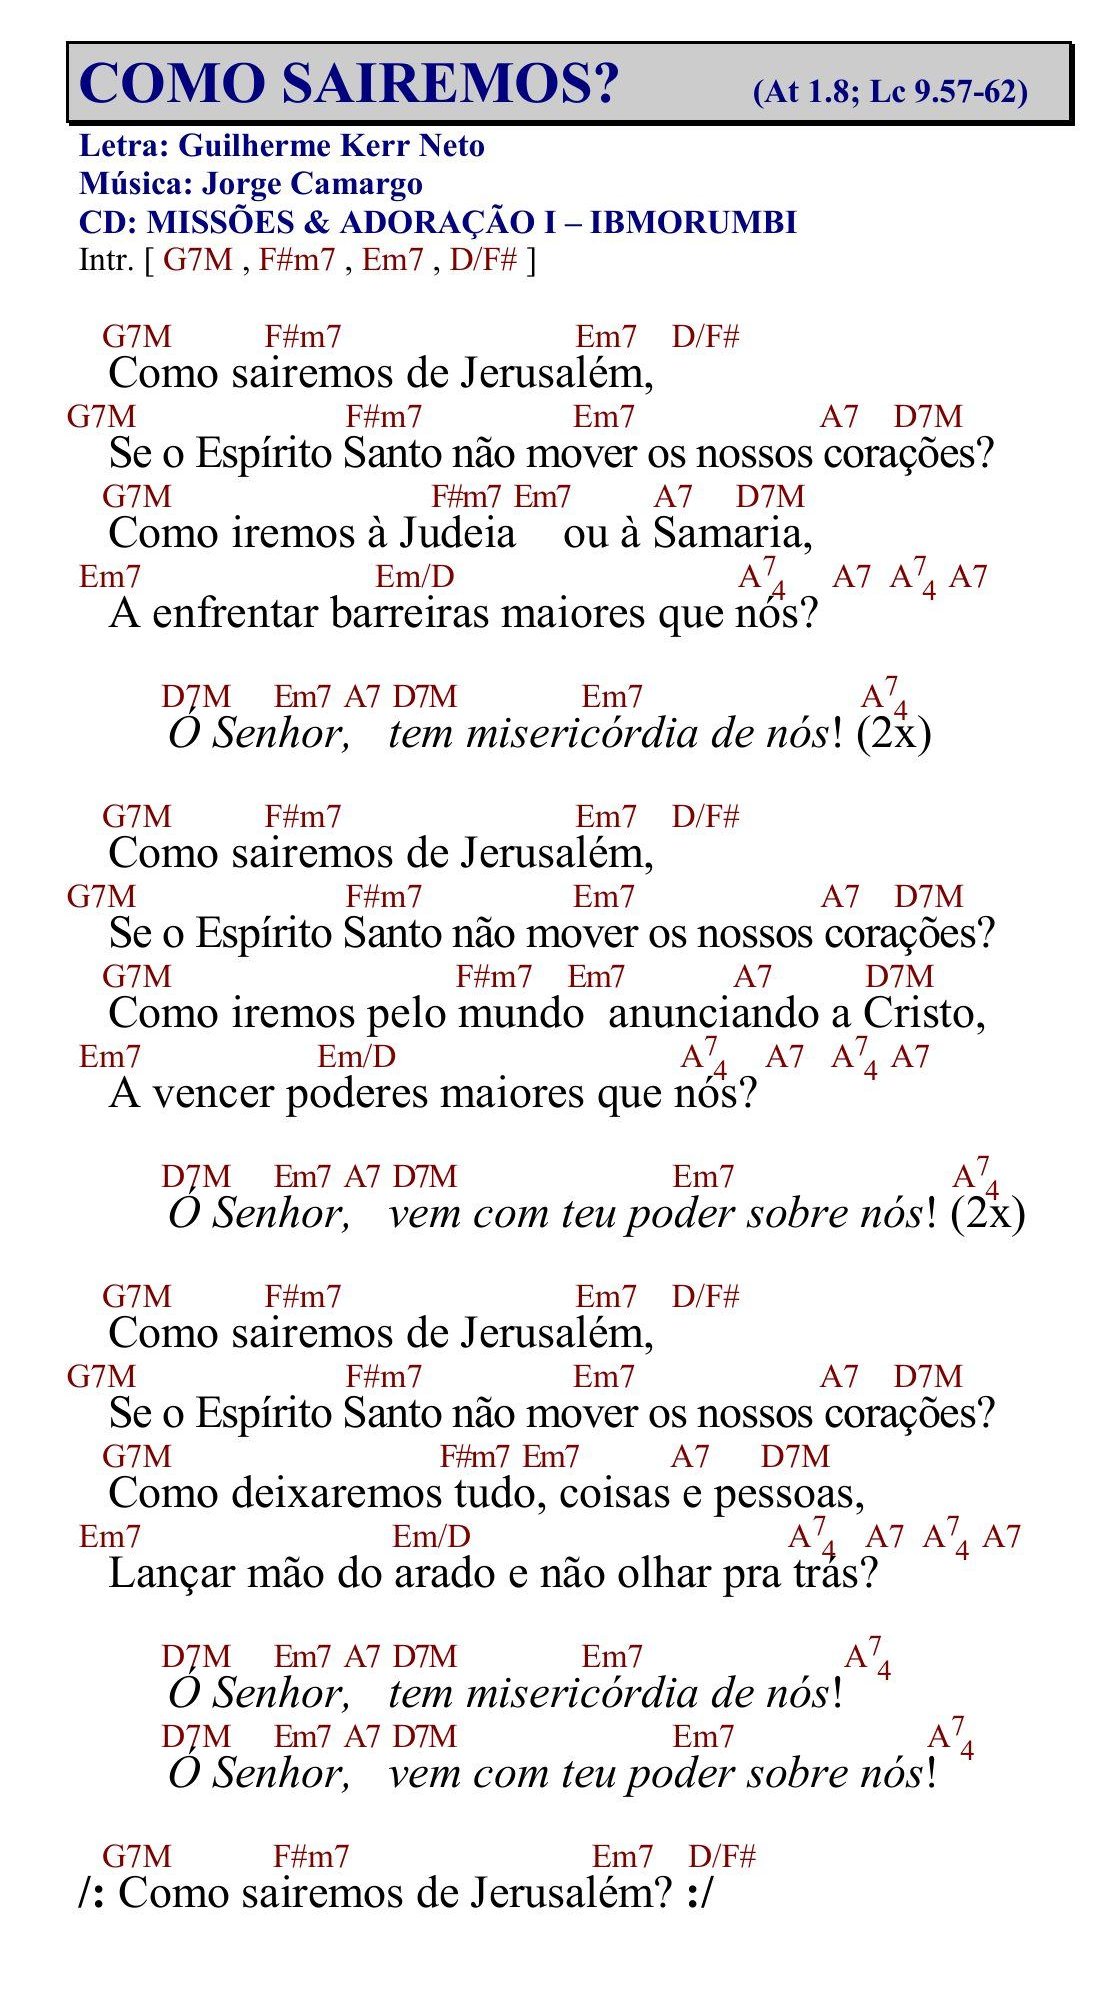 COMO SAIREMOS? (At 1.8; Lc 9.57-62)
Letra: Guilherme Kerr Neto
Música: Jorge Camargo
CD: MISSÕES & ADORAÇÃO I – IBMORUMBI
Intr. [ G7M , F#m7 , Em7 , D/F# ]
G7M F#m7 Em7 D/F#
Como sairemos de Jerusalém,
G7M F#m7 Em7 A7 D7M
Se o Espírito Santo não mover os nossos corações?
G7M F#m7 Em7 A7 D7M
Como iremos à Judeia ou à Samaria,
Em7 Em/D A74 A7 A74 A7
A enfrentar barreiras maiores que nós?
D7M Em7 A7 D7M Em7 A74
Ó Senhor, tem misericórdia de nós! (2x)
G7M F#m7 Em7 D/F#
Como sairemos de Jerusalém,
G7M F#m7 Em7 A7 D7M
Se o Espírito Santo não mover os nossos corações?
G7M F#m7 Em7 A7 D7M
Como iremos pelo mundo anunciando a Cristo,
Em7 Em/D A74 A7 A74 A7
A vencer poderes maiores que nós?
D7M Em7 A7 D7M Em7 A74
Ó Senhor, vem com teu poder sobre nós! (2x)
G7M F#m7 Em7 D/F#
Como sairemos de Jerusalém,
G7M F#m7 Em7 A7 D7M
Se o Espírito Santo não mover os nossos corações?
G7M F#m7 Em7 A7 D7M
Como deixaremos tudo, coisas e pessoas,
Em7 Em/D A74 A7 A74 A7
Lançar mão do arado e não olhar pra trás?
D7M Em7 A7 D7M Em7 A74
Ó Senhor, tem misericórdia de nós!
D7M Em7 A7 D7M Em7 A74
Ó Senhor, vem com teu poder sobre nós!
G7M F#m7 Em7 D/F#
/: Como sairemos de Jerusalém? :/